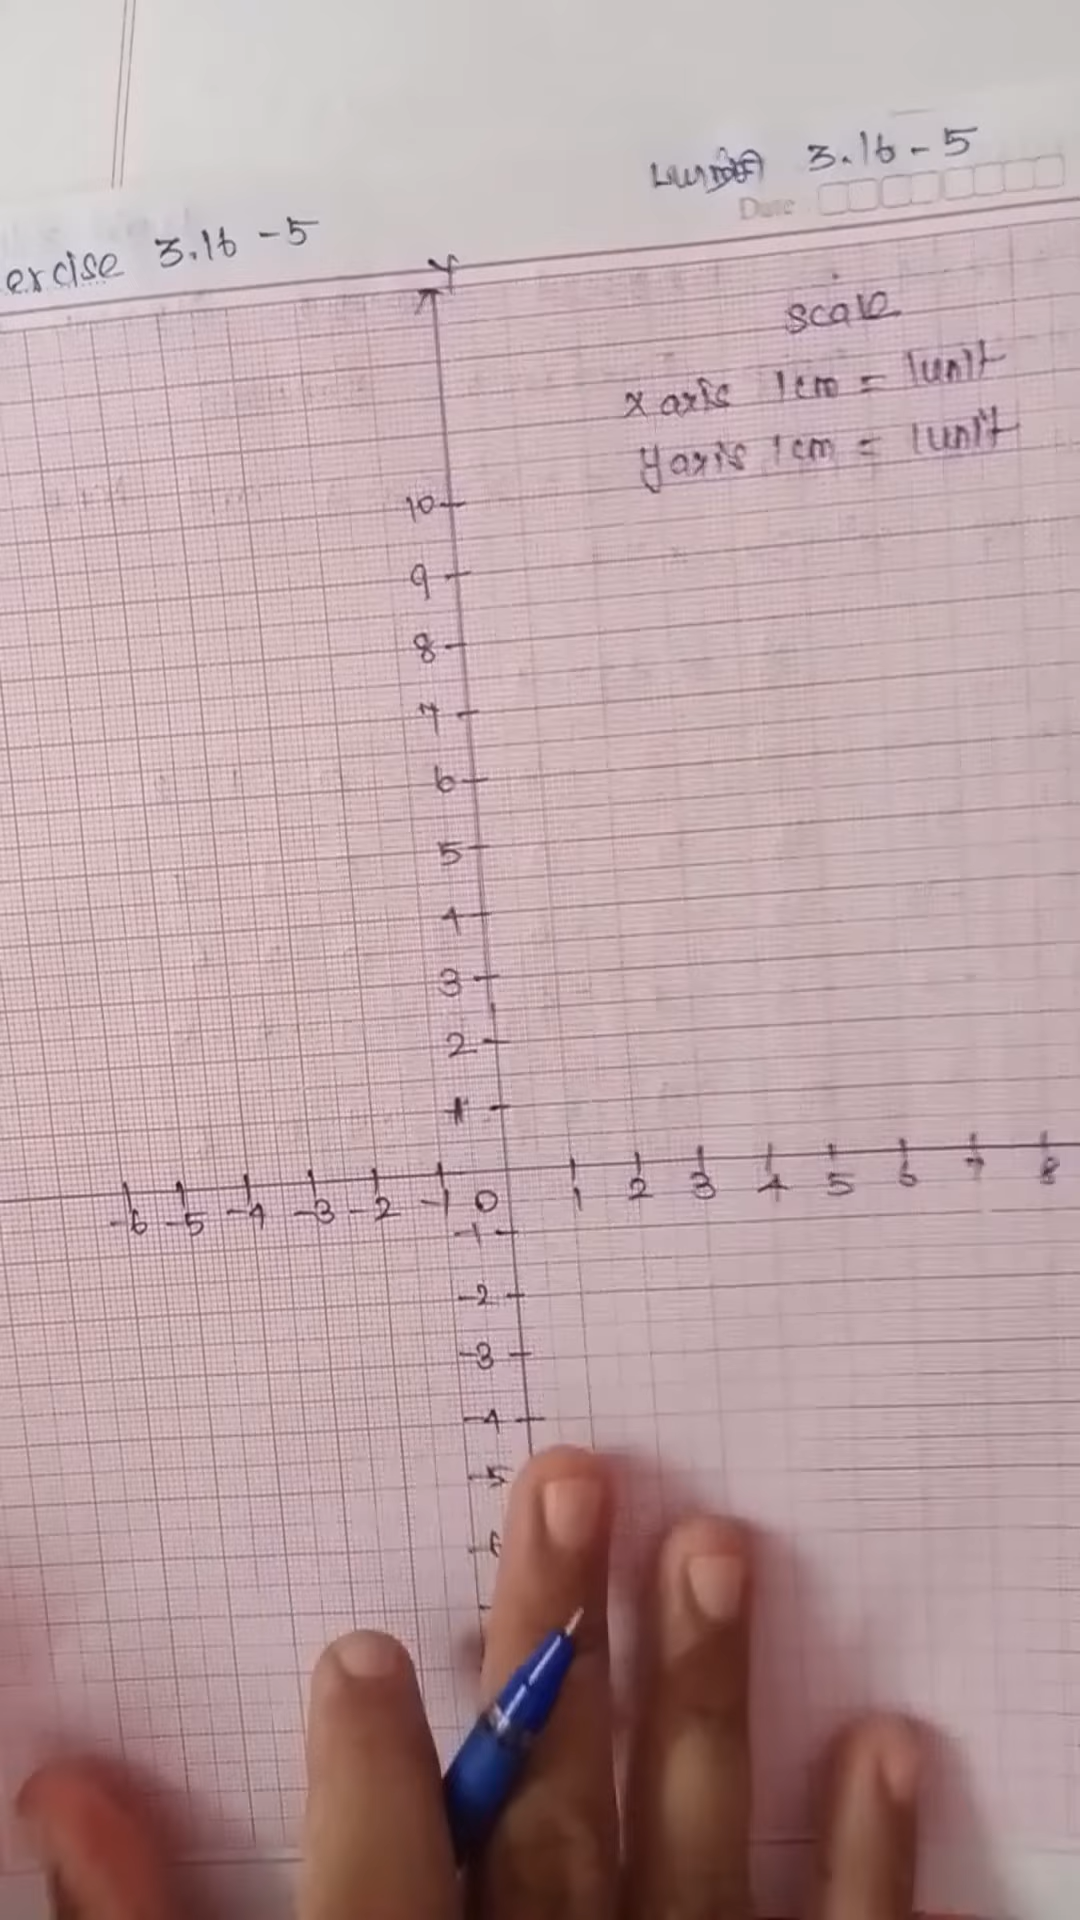 பயிற்சி 3.16 - 5
Date
ercise 3.16 - 5
Y
scale
x axis 1cm = 1unit
y axis 1cm = 1unit
10
9
8
7
6
5
4
3
2
1
-6 -5 -4 -3 -2 -1 0 1 2 3 4 5 6 7 8
-1
-2
-3
-4
-5